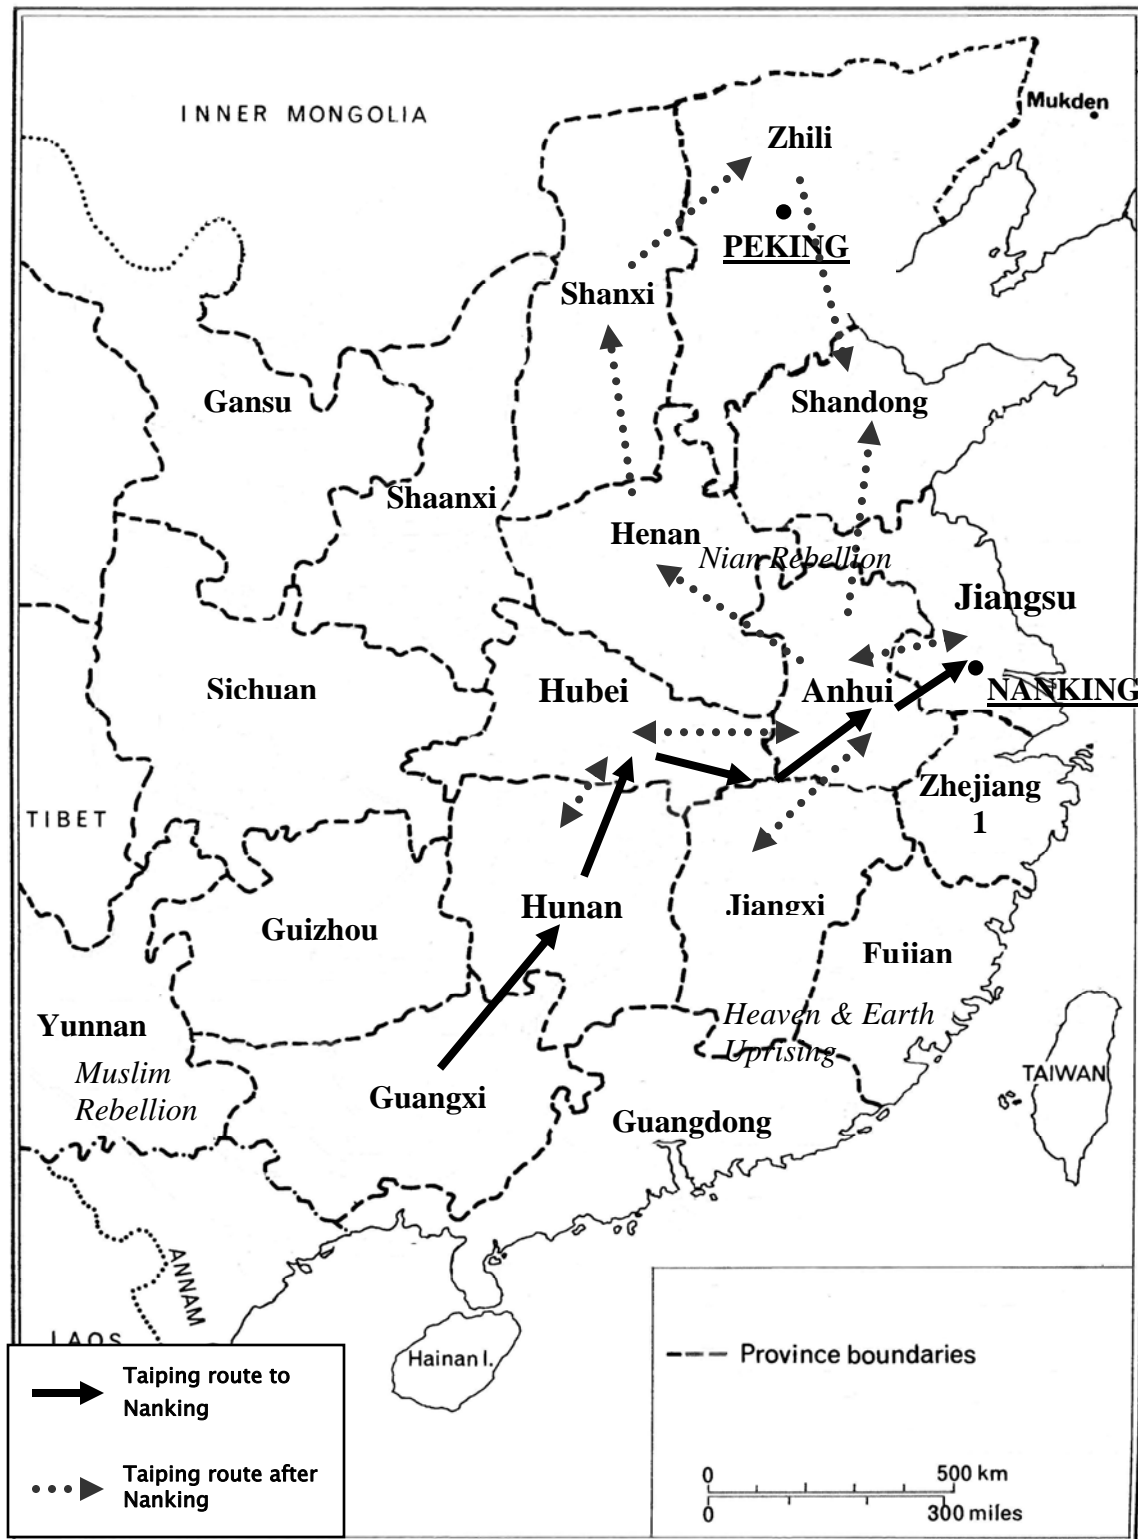 INNER MONGOLIA
Mukden
Zhili
PEKING
Shanxi
Gansu
Shandong
Shaanxi
Henan
Nian Rebellion
Jiangsu
Sichuan
Hubei
Anhui
NANKING
Zhejiang
1
TIBET
Hunan
Jiangxi
Guizhou
Fujian
Yunnan
Heaven & Earth
Uprising
Muslim
Rebellion
TAIWAN
Guangxi
Guangdong
ANNAM
LAOS
Hainan I.
Province boundaries
Taiping route to
Nanking
Taiping route after
Nanking
0 500 km
0 300 miles